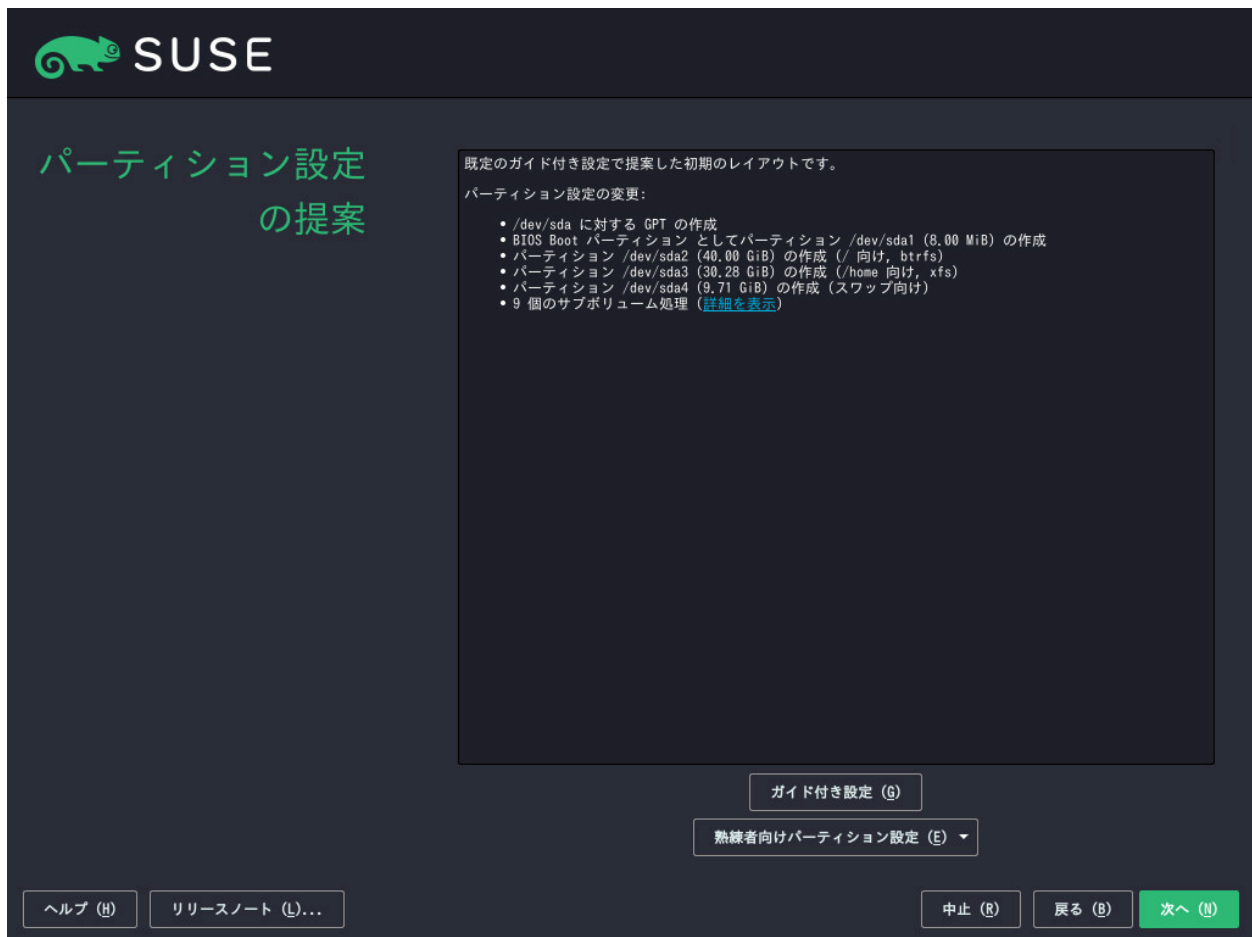 SUSE
パーティション設定
の提案
既定のガイド付き設定で提案した初期のレイアウトです。
パーティション設定の変更:
• /dev/sda に対する GPT の作成
• BIOS Boot パーティション としてパーティション /dev/sda1 (8.00 MiB) の作成
• パーティション /dev/sda2 (40.00 GiB) の作成 (/ 向け, btrfs)
• パーティション /dev/sda3 (30.28 GiB) の作成 (/home 向け, xfs)
• パーティション /dev/sda4 (9.71 GiB) の作成 (スワップ向け)
• 9 個のサブボリューム処理 (詳細を表示)
ガイド付き設定 (G)
熟練者向けパーティション設定 (E)
ヘルプ (H) リリースノート (L)... 中止 (R) 戻る (B) 次へ (N)